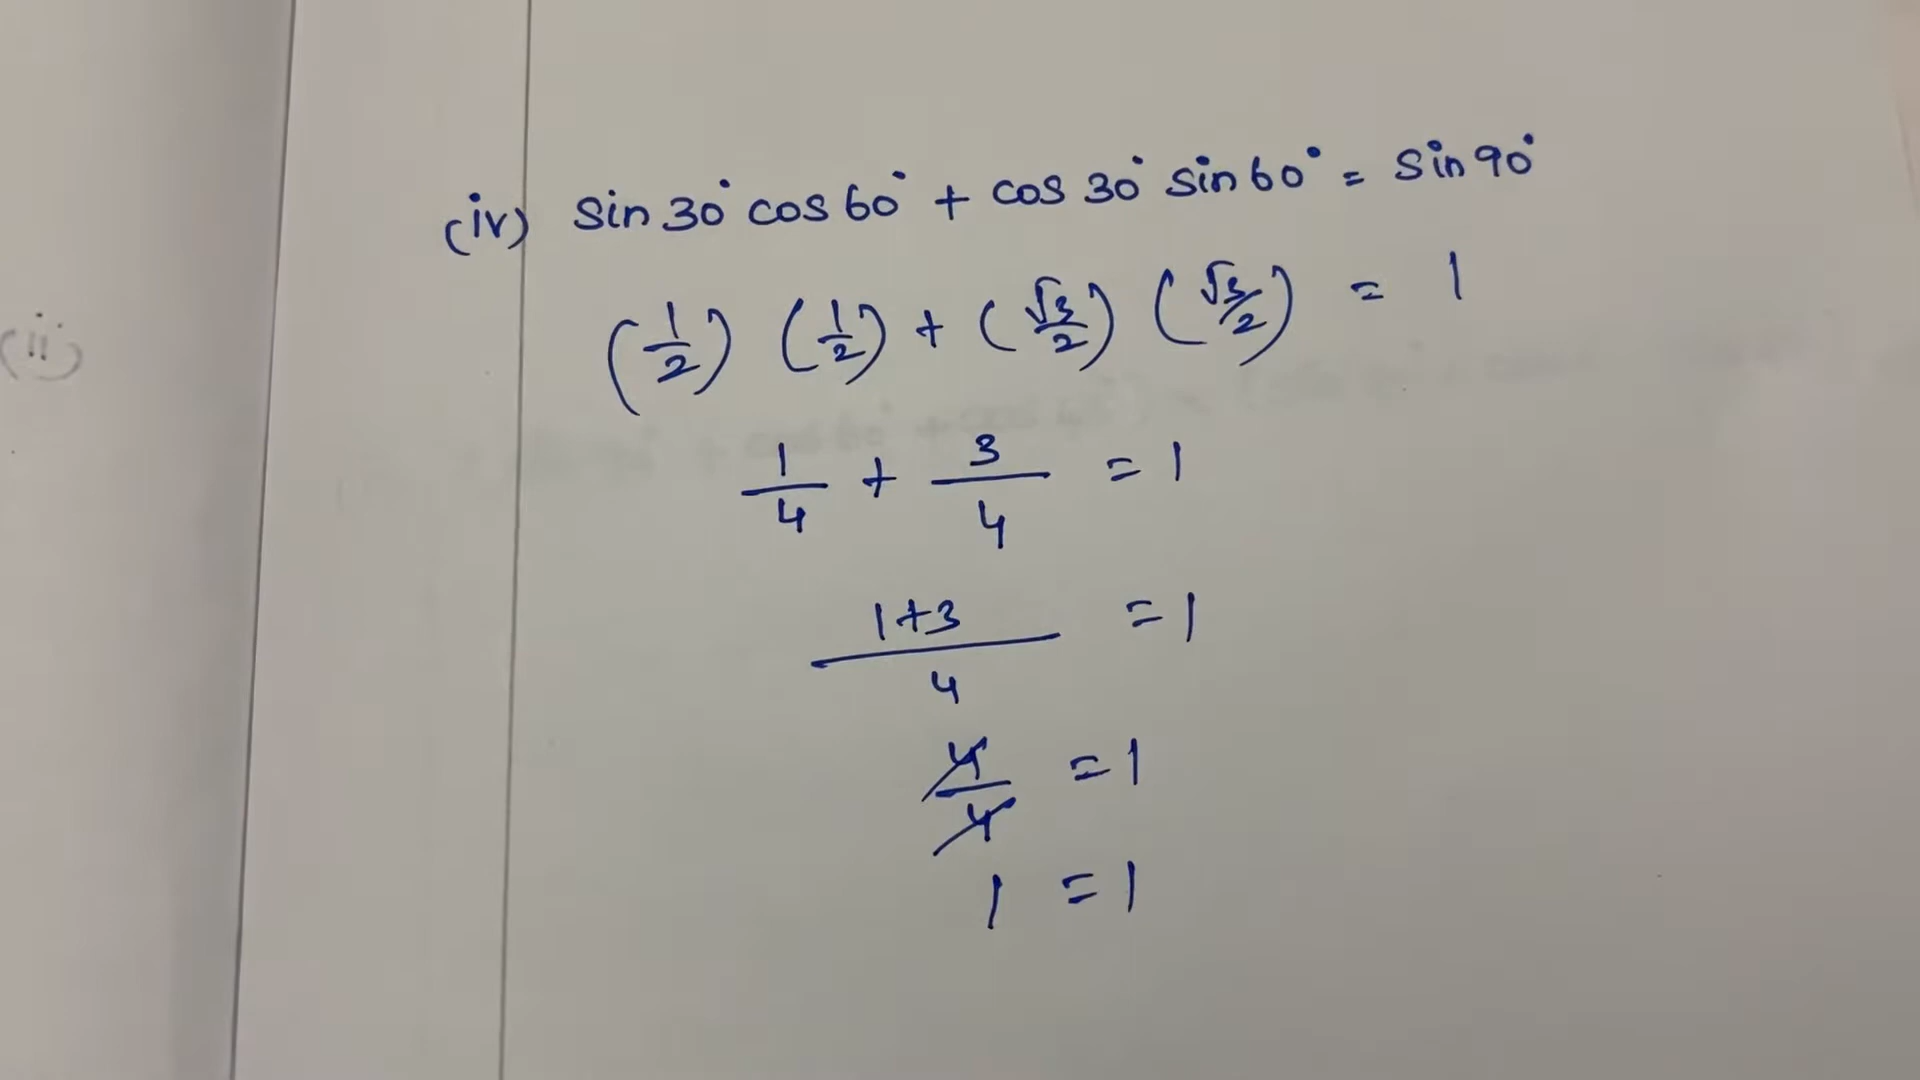 (iv) sin 30° cos 60° + cos 30° sin 60° = sin 90°
(1/2) (1/2) + (√3/2) (√3/2) = 1
1/4 + 3/4 = 1
(ii)
1+3/4 = 1
4/4 = 1
1 = 1